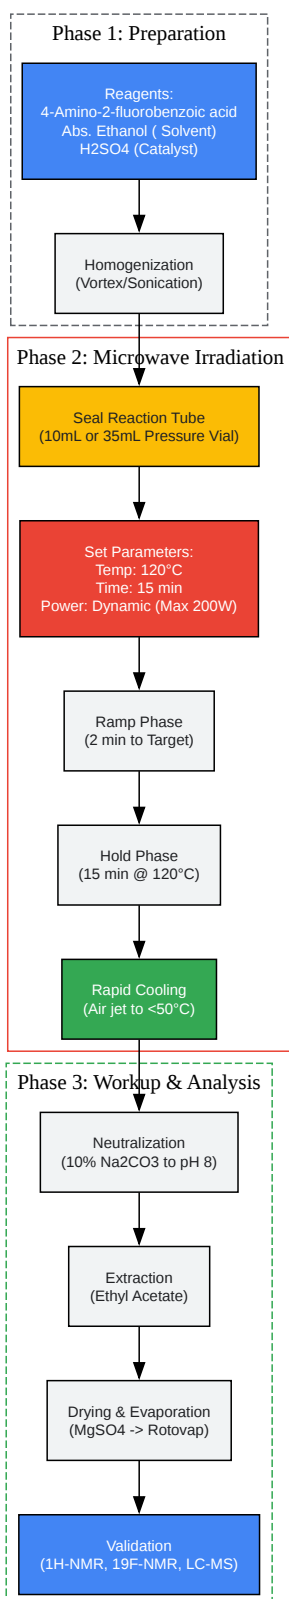 Phase 1: Preparation
Reagents:
4-Amino-2-fluorobenzoic acid
Abs. Ethanol ( Solvent)
H2SO4 (Catalyst)
Homogenization
(Vortex/Sonication)
Phase 2: Microwave Irradiation
Seal Reaction Tube
(10mL or 35mL Pressure Vial)
Set Parameters:
Temp: 120°C
Time: 15 min
Power: Dynamic (Max 200W)
Ramp Phase
(2 min to Target)
Hold Phase
(15 min @ 120°C)
Rapid Cooling
(Air jet to <50°C)
Phase 3: Workup & Analysis
Neutralization
(10% Na2CO3 to pH 8)
Extraction
(Ethyl Acetate)
Drying & Evaporation
(MgSO4 -> Rotovap)
Validation
(1H-NMR, 19F-NMR, LC-MS)